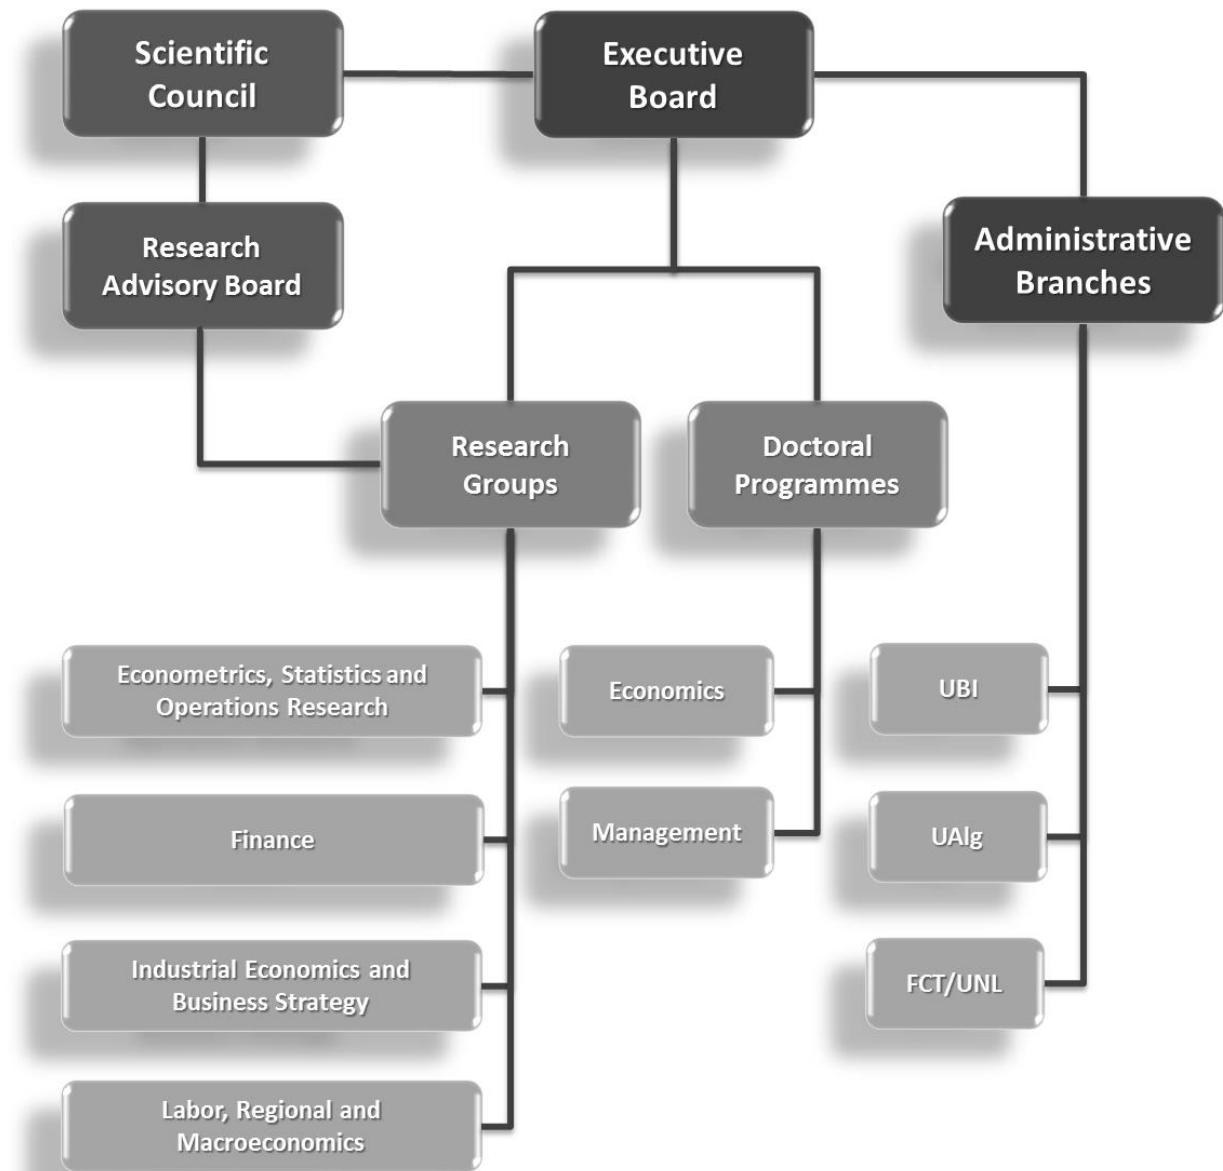 Scientific
Council
Executive
Board
Research
Advisory Board
Administrative
Branches
Research
Groups
Doctoral
Programmes
Econometrics, Statistics and
Operations Research
Economics
UBI
Finance
Management
UAlg
Industrial Economics and
Business Strategy
FCT/UNL
Labor, Regional and
Macroeconomics